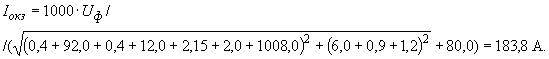 I_окз = 1000 · U_ф /
/(√((0,4 + 92,0 + 0,4 + 12,0 + 2,15 + 2,0 + 1008,0)² + (6,0 + 0,9 + 1,2)²) + 80,0) = 183,8 А.